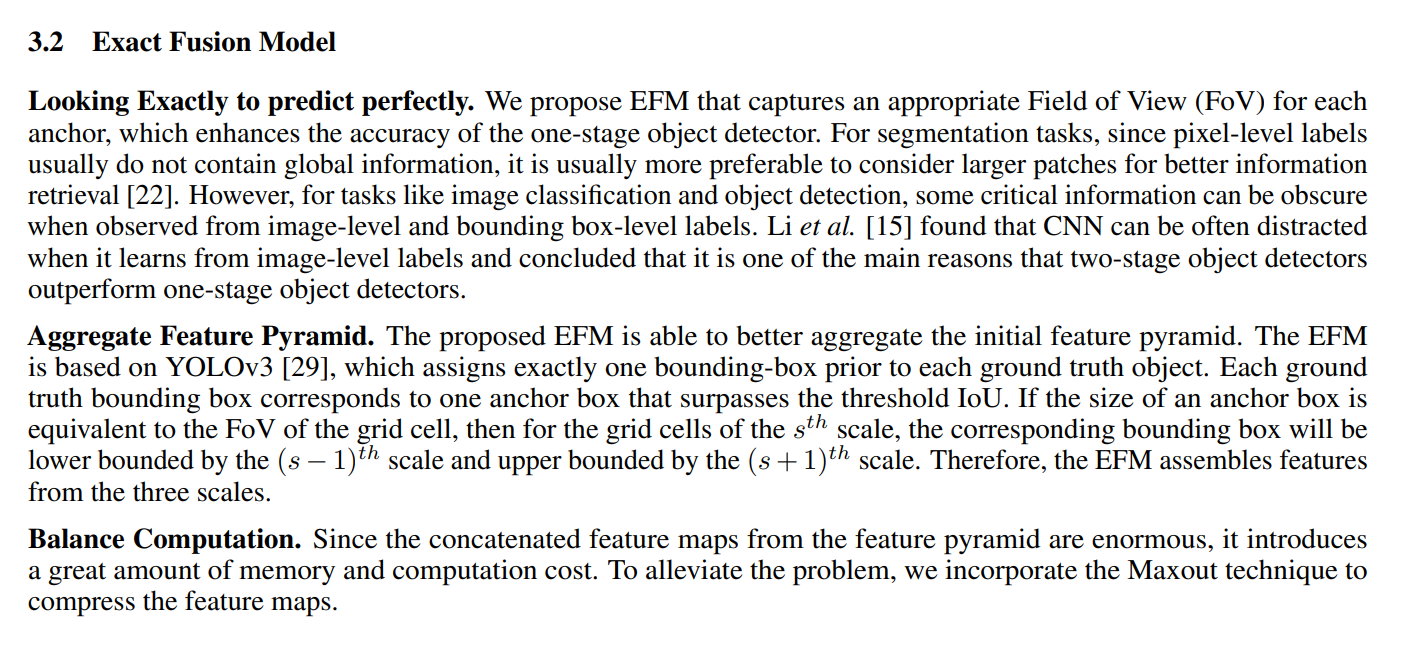 3.2 Exact Fusion Model
Looking Exactly to predict perfectly. We propose EFM that captures an appropriate Field of View (FoV) for each
anchor, which enhances the accuracy of the one-stage object detector. For segmentation tasks, since pixel-level labels
usually do not contain global information, it is usually more preferable to consider larger patches for better information
retrieval [22]. However, for tasks like image classification and object detection, some critical information can be obscure
when observed from image-level and bounding box-level labels. Li et al. [15] found that CNN can be often distracted
when it learns from image-level labels and concluded that it is one of the main reasons that two-stage object detectors
outperform one-stage object detectors.
Aggregate Feature Pyramid. The proposed EFM is able to better aggregate the initial feature pyramid. The EFM
is based on YOLOv3 [29], which assigns exactly one bounding-box prior to each ground truth object. Each ground
truth bounding box corresponds to one anchor box that surpasses the threshold IoU. If the size of an anchor box is
equivalent to the FoV of the grid cell, then for the grid cells of the s^{th} scale, the corresponding bounding box will be
lower bounded by the (s − 1)^{th} scale and upper bounded by the (s + 1)^{th} scale. Therefore, the EFM assembles features
from the three scales.
Balance Computation. Since the concatenated feature maps from the feature pyramid are enormous, it introduces
a great amount of memory and computation cost. To alleviate the problem, we incorporate the Maxout technique to
compress the feature maps.